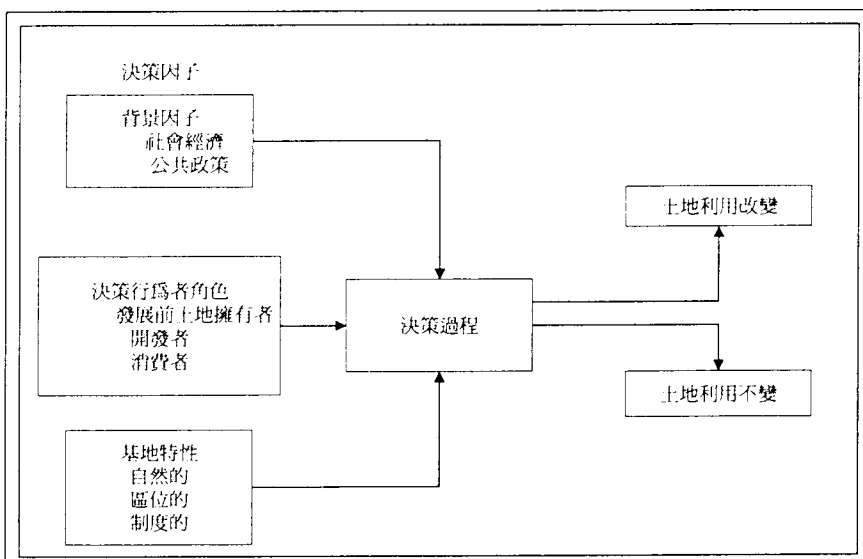 決策因子
背景因子
社會經濟
公共政策
土地利用改變
決策行為者角色
發展前土地擁有者
開發者
消費者
決策過程
土地利用不變
基地特性
自然的
區位的
制度的